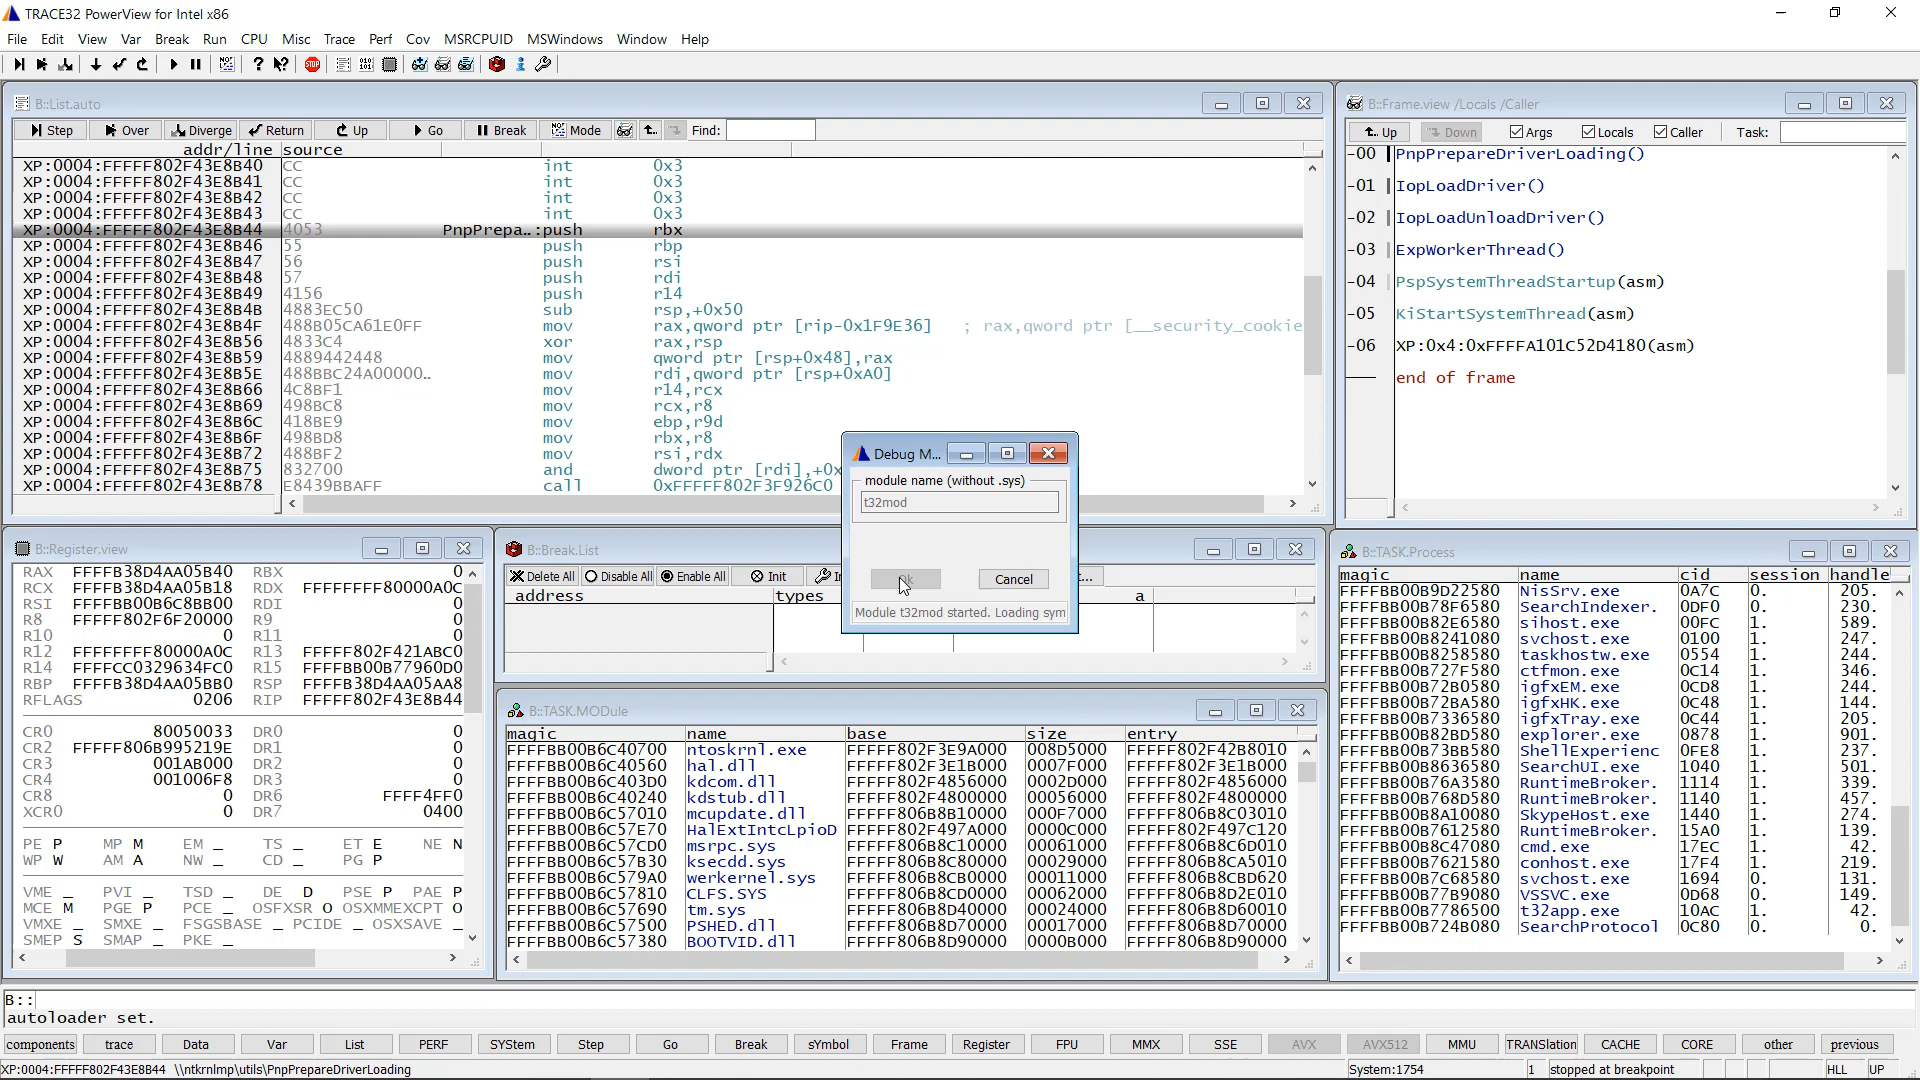 TRACE32 PowerView for Intel x86
File Edit View Var Break Run CPU Misc Trace Perf Cov MSRCPUID MSWindows Window Help
B::List.auto
Step Over Diverge Return Up Go Break Mode Find:
addr/line source
XP:0004:FFFFF802F43E8B40 CC int 0x3
XP:0004:FFFFF802F43E8B41 CC int 0x3
XP:0004:FFFFF802F43E8B42 CC int 0x3
XP:0004:FFFFF802F43E8B43 CC int 0x3
XP:0004:FFFFF802F43E8B44 4053 PnpPrepa..:push rbx
XP:0004:FFFFF802F43E8B46 55 push rbp
XP:0004:FFFFF802F43E8B47 56 push rsi
XP:0004:FFFFF802F43E8B48 57 push rdi
XP:0004:FFFFF802F43E8B49 4156 push r14
XP:0004:FFFFF802F43E8B4B 4883EC50 sub rsp,+0x50
XP:0004:FFFFF802F43E8B4F 488B05CA61E0FF mov rax,qword ptr [rip-0x1F9E36] ; rax,qword ptr [__security_cookie
XP:0004:FFFFF802F43E8B56 4833C4 xor rax,rsp
XP:0004:FFFFF802F43E8B59 4889442448 mov qword ptr [rsp+0x48],rax
XP:0004:FFFFF802F43E8B5E 488BBC24A00000.. mov rdi,qword ptr [rsp+0xA0]
XP:0004:FFFFF802F43E8B66 4C8BF1 mov r14,rcx
XP:0004:FFFFF802F43E8B69 498BC8 mov rcx,r8
XP:0004:FFFFF802F43E8B6C 418BE9 mov ebp,r9d
XP:0004:FFFFF802F43E8B6F 498BD8 mov rbx,r8
XP:0004:FFFFF802F43E8B72 488BF2 mov rsi,rdx
XP:0004:FFFFF802F43E8B75 832700 and dword ptr [rdi],+0x
XP:0004:FFFFF802F43E8B78 E8439BBAFF call 0xFFFFF802F3F926C0
B::Frame.view /Locals /Caller
Up Down Args Locals Caller Task:
-00 PnpPrepareDriverLoading()
-01 IopLoadDriver()
-02 IopLoadUnloadDriver()
-03 ExpWorkerThread()
-04 PspSystemThreadStartup(asm)
-05 KiStartSystemThread(asm)
-06 XP:0x4:0xFFFFA101C52D4180(asm)
end of frame
Debug M...
module name (without .sys)
t32mod
Cancel
Module t32mod started. Loading sym
B::Register.view
RAX FFFFB38D4AA05B40 RBX 0
RCX FFFFB38D4AA05B18 RDX FFFFFFFF80000A0C
RSI FFFFBB00B6C8BB00 RDI 0
R8 FFFFF802F6F20000 R9 0
R10 0 R11 0
R12 FFFFFFFF80000A0C R13 FFFFF802F421ABC0
R14 FFFFCC0329634FC0 R15 FFFFBB00B77960D0
RBP FFFFB38D4AA05BB0 RSP FFFFB38D4AA05AA8
RFLAGS 0206 RIP FFFFF802F43E8B44
CR0 80050033 DR0 0
CR2 FFFFF806B995219E DR1 0
CR3 001AB000 DR2 0
CR4 001006F8 DR3 0
CR8 0 DR6 FFFF4FF0
XCR0 0 DR7 0400
PE P MP M EM _ TS _ ET E NE N
WP W AM A NW _ CD _ PG P
VME _ PVI _ TSD _ DE D PSE P PAE P
MCE M PGE P PCE _ OSFXSR O OSXMMEXCPT O
VMXE _ SMXE _ FSGSBASE _ PCIDE _ OSXSAVE _
SMEP S SMAP _ PKE _
B::Break.List
Delete All Disable All Enable All Init
address types a
B::TASK.MODule
magic name base size entry
FFFFBB00B6C40700 ntoskrnl.exe FFFFF802F3E9A000 008D5000 FFFFF802F42B8010
FFFFBB00B6C40560 hal.dll FFFFF802F3E1B000 0007F000 FFFFF802F3E1B000
FFFFBB00B6C403D0 kdcom.dll FFFFF802F4856000 0002D000 FFFFF802F4856000
FFFFBB00B6C40240 kdstub.dll FFFFF802F4800000 00056000 FFFFF802F4800000
FFFFBB00B6C57010 mcupdate.dll FFFFF806B8B10000 000F7000 FFFFF806B8C03010
FFFFBB00B6C57E70 HalExtIntcLpioD FFFFF802F497A000 0000C000 FFFFF802F497C120
FFFFBB00B6C57CD0 msrpc.sys FFFFF806B8C10000 00061000 FFFFF806B8C6D010
FFFFBB00B6C57B30 ksecdd.sys FFFFF806B8C80000 00029000 FFFFF806B8CA5010
FFFFBB00B6C579A0 werkernel.sys FFFFF806B8CB0000 00011000 FFFFF806B8CBD620
FFFFBB00B6C57810 CLFS.SYS FFFFF806B8CD0000 00062000 FFFFF806B8D2E010
FFFFBB00B6C57690 tm.sys FFFFF806B8D40000 00024000 FFFFF806B8D60010
FFFFBB00B6C57500 PSHED.dll FFFFF806B8D70000 00017000 FFFFF806B8D70000
FFFFBB00B6C57380 BOOTVID.dll FFFFF806B8D90000 0000B000 FFFFF806B8D90000
B::TASK.Process
magic name cid session handle
FFFFBB00B9D22580 NisSrv.exe 0A7C 0. 205.
FFFFBB00B78F6580 SearchIndexer. 0DF0 0. 230.
FFFFBB00B82E6580 sihost.exe 00FC 1. 589.
FFFFBB00B8241080 svchost.exe 0100 1. 247.
FFFFBB00B8258580 taskhostw.exe 0554 1. 244.
FFFFBB00B727F580 ctfmon.exe 0C14 1. 346.
FFFFBB00B72B0580 igfxEM.exe 0CD8 1. 244.
FFFFBB00B72BA580 igfxHK.exe 0C48 1. 144.
FFFFBB00B7336580 igfxTray.exe 0C44 1. 205.
FFFFBB00B82BD580 explorer.exe 0878 1. 901.
FFFFBB00B73BB580 ShellExperienc 0FE8 1. 237.
FFFFBB00B8636580 SearchUI.exe 1040 1. 501.
FFFFBB00B76A3580 RuntimeBroker. 1114 1. 339.
FFFFBB00B768D580 RuntimeBroker. 1140 1. 457.
FFFFBB00B8A10080 SkypeHost.exe 1440 1. 274.
FFFFBB00B7612580 RuntimeBroker. 15A0 1. 139.
FFFFBB00B8C47080 cmd.exe 17EC 1. 42.
FFFFBB00B7621580 conhost.exe 17F4 1. 219.
FFFFBB00B7C68580 svchost.exe 1694 0. 131.
FFFFBB00B77B9080 VSSVC.exe 0D68 0. 149.
FFFFBB00B7786500 t32app.exe 10AC 1. 42.
FFFFBB00B724B080 SearchProtocol 0C80 0. 0.
B::
autoloader set.
components trace Data Var List PERF SYStem Step Go Break sYmbol Frame Register FPU MMX SSE AVX AVX512 MMU TRANSlation CACHE CORE other previous
XP:0004:FFFFF802F43E8B44 \\ntkrnlmp\utils\PnpPrepareDriverLoading System:1754 1 stopped at breakpoint HLL UP